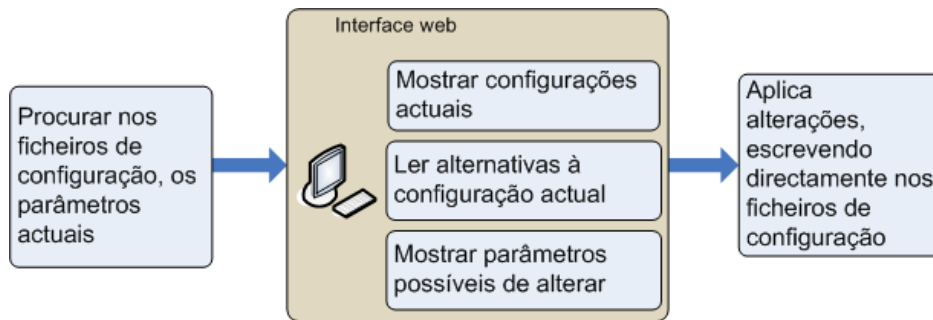 Interface web
Procurar nos
ficheiros de
configuração, os
parâmetros
actuais
Mostrar configurações
actuais
Ler alternativas à
configuração actual
Mostrar parâmetros
possíveis de alterar
Aplica
alterações,
escrevendo
directamente nos
ficheiros de
configuração